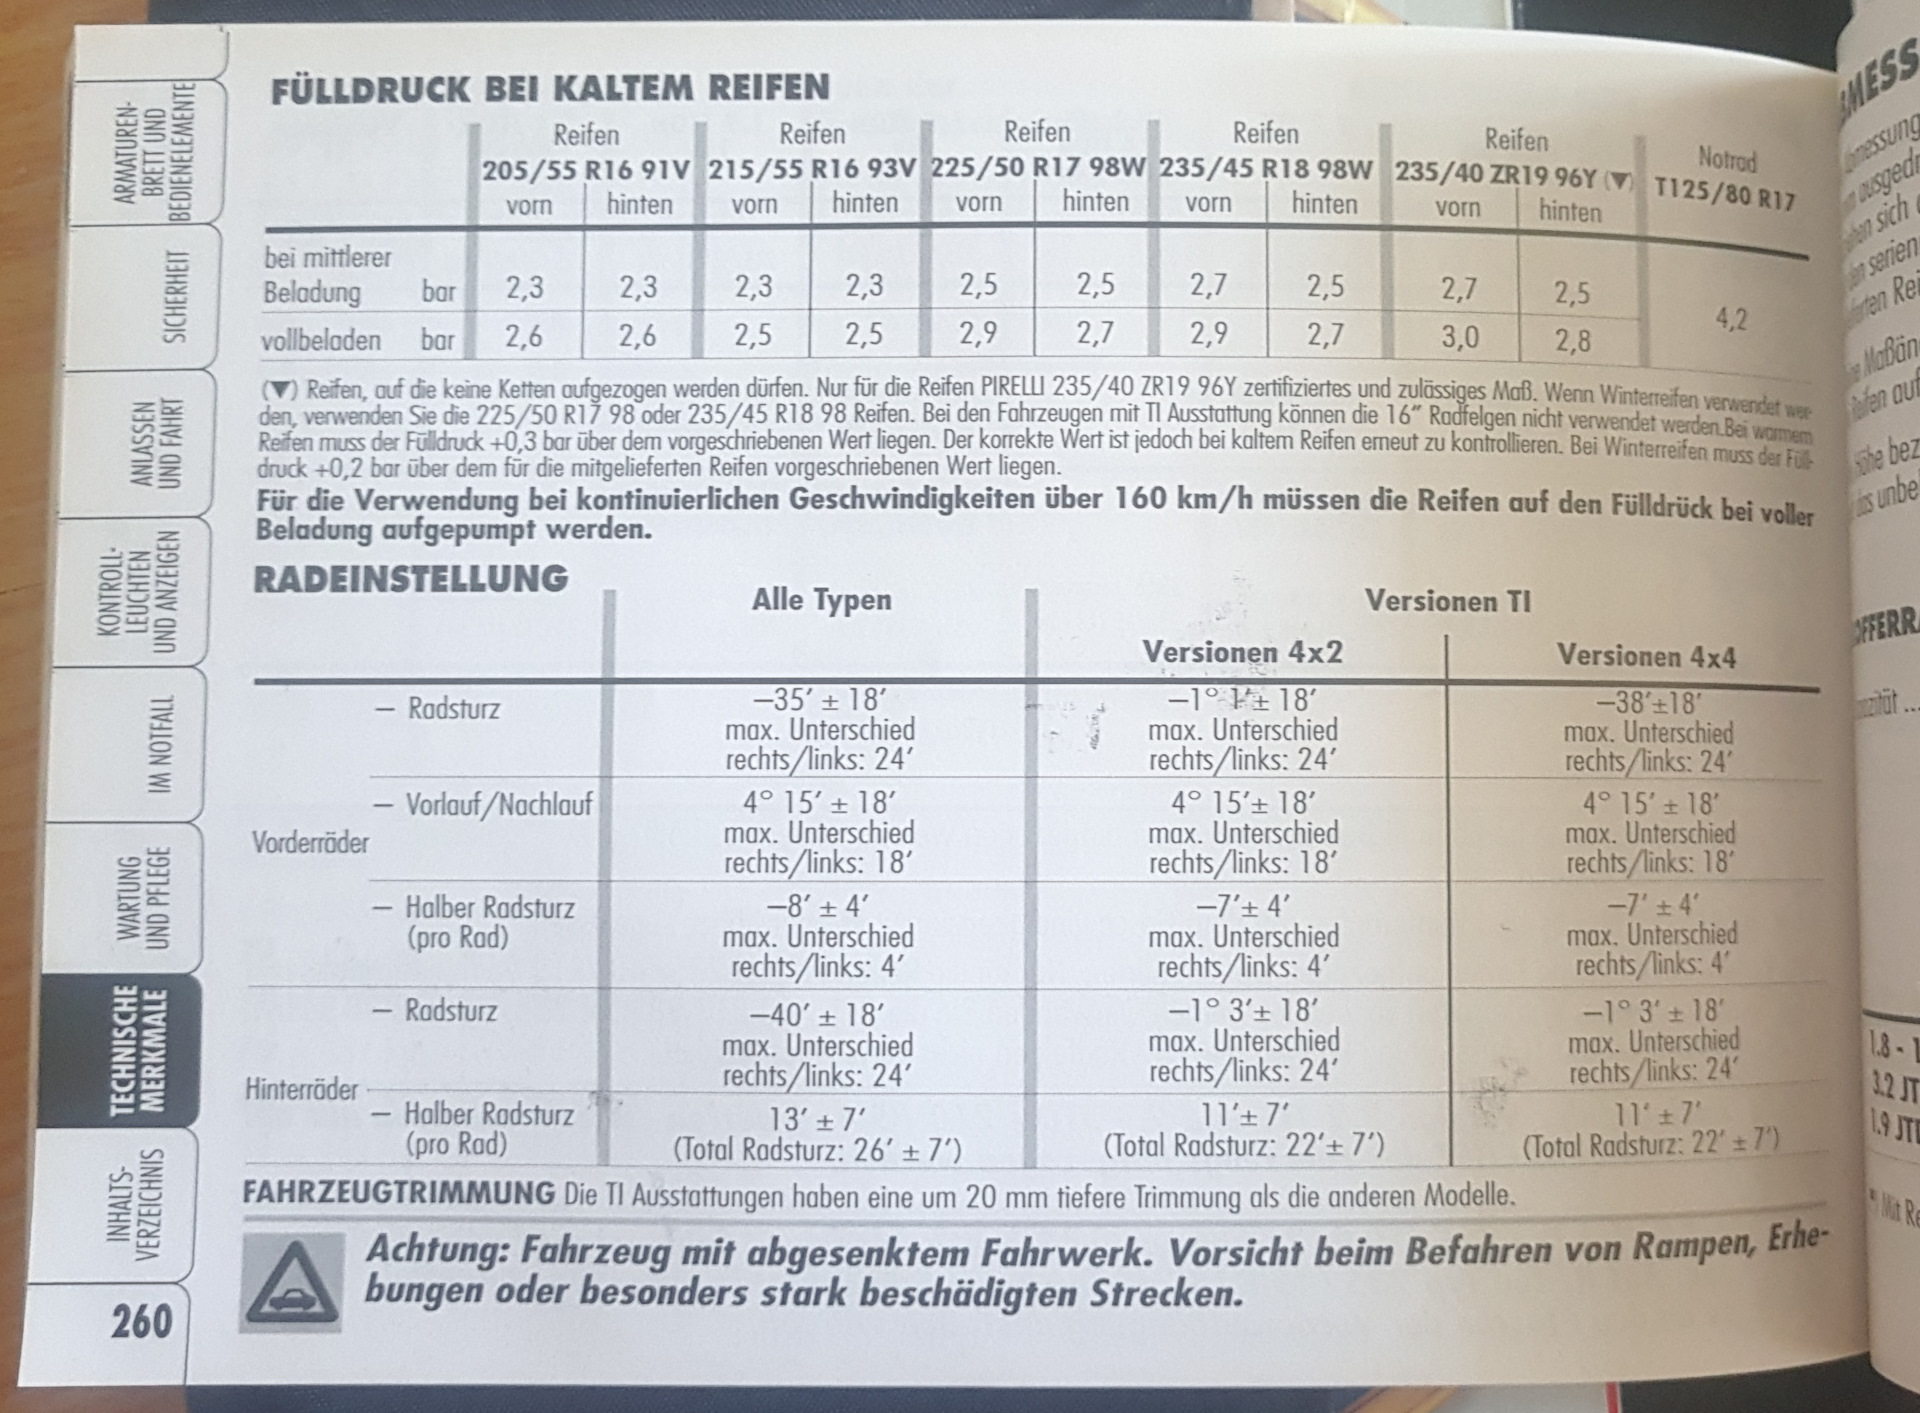 ARMATUREN-
BRETT UND
BEDIENELEMENTE
SICHERHEIT
ANLASSEN
UND FAHRT
KONTROLL-
LEUCHTEN
UND ANZEIGEN
IM NOTFALL
WARTUNG
UND PFLEGE
TECHNISCHE
MERKMALE
INHALTS-
VERZEICHNIS
260
FÜLLDRUCK BEI KALTEM REIFEN
Reifen Reifen Reifen Reifen Reifen Notrad
205/55 R16 91V 215/55 R16 93V 225/50 R17 98W 235/45 R18 98W 235/40 ZR19 96Y (▼) T125/80 R17
vorn hinten vorn hinten vorn hinten vorn hinten vorn hinten
bei mittlerer
Beladung bar 2,3 2,3 2,3 2,3 2,5 2,5 2,7 2,5 2,7 2,5 4,2
vollbeladen bar 2,6 2,6 2,5 2,5 2,9 2,7 2,9 2,7 3,0 2,8
(▼) Reifen, auf die keine Ketten aufgezogen werden dürfen. Nur für die Reifen PIRELLI 235/40 ZR19 96Y zertifiziertes und zulässiges Maß. Wenn Winterreifen verwendet wer-
den, verwenden Sie die 225/50 R17 98 oder 235/45 R18 98 Reifen. Bei den Fahrzeugen mit TI Ausstattung können die 16" Radfelgen nicht verwendet werden.Bei warmem
Reifen muss der Fülldruck +0,3 bar über dem vorgeschriebenen Wert liegen. Der korrekte Wert ist jedoch bei kaltem Reifen erneut zu kontrollieren. Bei Winterreifen muss der Füll-
druck +0,2 bar über dem für die mitgelieferten Reifen vorgeschriebenen Wert liegen.
Für die Verwendung bei kontinuierlichen Geschwindigkeiten über 160 km/h müssen die Reifen auf den Fülldrück bei voller
Beladung aufgepumpt werden.
RADEINSTELLUNG
Alle Typen Versionen TI
Versionen 4x2 Versionen 4x4
– Radsturz –35' ± 18' –1° 1'± 18' –38'±18'
max. Unterschied max. Unterschied max. Unterschied
rechts/links: 24' rechts/links: 24' rechts/links: 24'
– Vorlauf/Nachlauf 4° 15' ± 18' 4° 15'± 18' 4° 15' ± 18'
Vorderräder max. Unterschied max. Unterschied max. Unterschied
rechts/links: 18' rechts/links: 18' rechts/links: 18'
– Halber Radsturz –8' ± 4' –7'± 4' –7' ± 4'
(pro Rad) max. Unterschied max. Unterschied max. Unterschied
rechts/links: 4' rechts/links: 4' rechts/links: 4'
– Radsturz –40' ± 18' –1° 3'± 18' –1° 3' ± 18'
max. Unterschied max. Unterschied max. Unterschied
Hinterräder rechts/links: 24' rechts/links: 24' rechts/links: 24'
– Halber Radsturz 13' ± 7' 11'± 7' 11' ± 7'
(pro Rad) (Total Radsturz: 26' ± 7') (Total Radsturz: 22'± 7') (Total Radsturz: 22' ± 7')
FAHRZEUGTRIMMUNG Die TI Ausstattungen haben eine um 20 mm tiefere Trimmung als die anderen Modelle.
Achtung: Fahrzeug mit abgesenktem Fahrwerk. Vorsicht beim Befahren von Rampen, Erhe-
bungen oder besonders stark beschädigten Strecken.